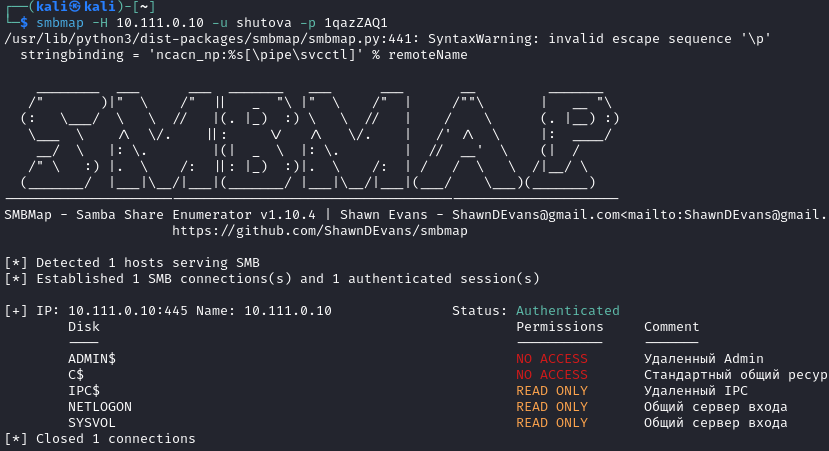 ┌──(kali㉿kali)-[~]
└─$ smbmap -H 10.111.0.10 -u shutova -p 1qazZAQ1
/usr/lib/python3/dist-packages/smbmap/smbmap.py:441: SyntaxWarning: invalid escape sequence '\p'
stringbinding = 'ncacn_np:%s[\pipe\svcctl]' % remoteName
SMBMAP
SMBMap - Samba Share Enumerator v1.10.4 | Shawn Evans - ShawnDEvans@gmail.com<mailto:ShawnDEvans@gmail.
https://github.com/ShawnDEvans/smbmap
[*] Detected 1 hosts serving SMB
[*] Established 1 SMB connections(s) and 1 authenticated session(s)
[+] IP: 10.111.0.10:445 Name: 10.111.0.10 Status: Authenticated
Disk Permissions Comment
---- ----------- -------
ADMIN$ NO ACCESS Удаленный Admin
C$ NO ACCESS Стандартный общий ресур
IPC$ READ ONLY Удаленный IPC
NETLOGON READ ONLY Общий сервер входа
SYSVOL READ ONLY Общий сервер входа
[*] Closed 1 connections